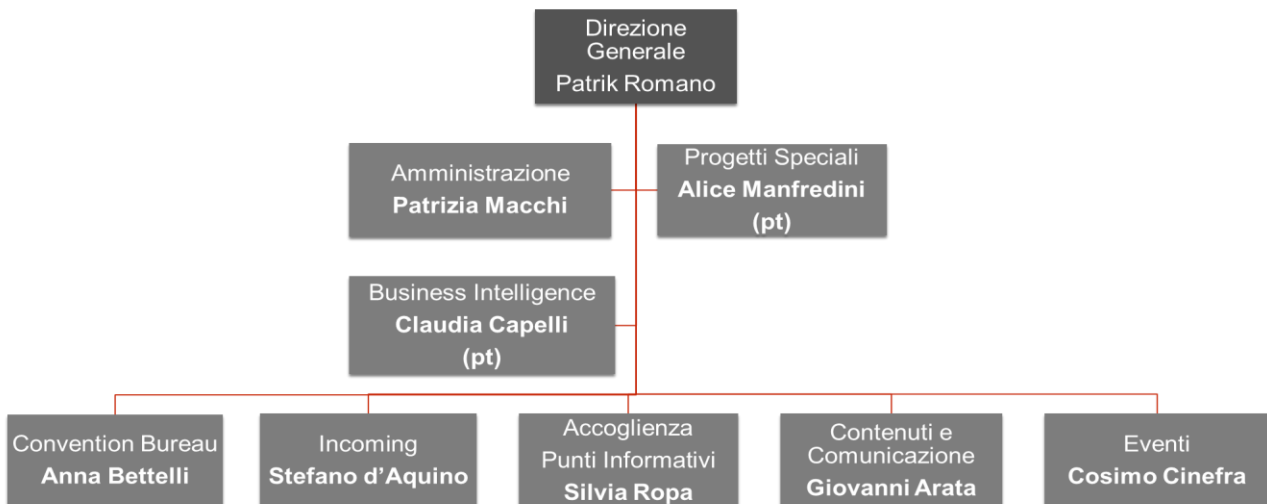 Direzione
Generale
Patrik Romano
Amministrazione
Patrizia Macchi
Progetti Speciali
Alice Manfredini
(pt)
Business Intelligence
Claudia Capelli
(pt)
Convention Bureau
Anna Bettelli
Incoming
Stefano d’Aquino
Accoglienza
Punti Informativi
Silvia Ropa
Contenuti e
Comunicazione
Giovanni Arata
Eventi
Cosimo Cinefra